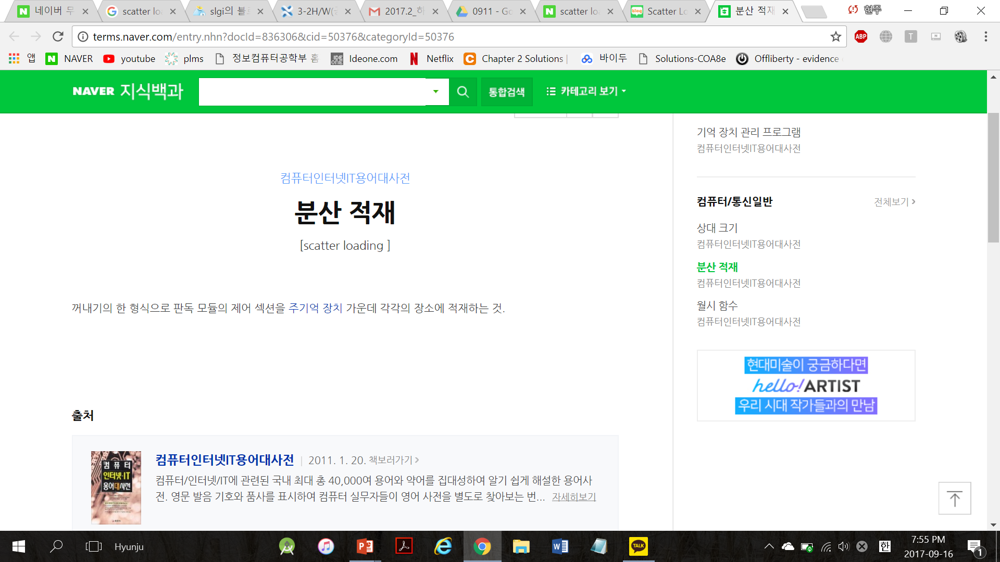 네이버 무
scatter lo
slgi의 블로
3-2H/W(금
2017.2_하
0911 - Go
scatter lo
Scatter Lo
분산 적재
현주
terms.naver.com/entry.nhn?docId=836306&cid=50376&categoryId=50376
앱
NAVER
youtube
plms
정보컴퓨터공학부 홈
Ideone.com
Netflix
Chapter 2 Solutions |
바이두
Solutions-COA8e
Offliberty - evidence
NAVER 지식백과
통합검색
카테고리 보기
컴퓨터인터넷IT용어대사전
분산 적재
[scatter loading ]
꺼내기의 한 형식으로 판독 모듈의 제어 섹션을 주기억 장치 가운데 각각의 장소에 적재하는 것.
출처
컴퓨터
인터넷·IT
용어대사전
컴퓨터인터넷IT용어대사전 | 2011. 1. 20. 책보러가기
컴퓨터/인터넷/IT에 관련된 국내 최대 총 40,000여 용어와 약어를 집대성하여 알기 쉽게 해설한 용어사
전. 영문 발음 기호와 품사를 표시하여 컴퓨터 실무자들이 영어 사전을 별도로 찾아보는 번... 자세히보기
기억 장치 관리 프로그램
컴퓨터인터넷IT용어대사전
컴퓨터/통신일반
전체보기
상대 크기
컴퓨터인터넷IT용어대사전
분산 적재
컴퓨터인터넷IT용어대사전
월시 함수
컴퓨터인터넷IT용어대사전
현대미술이 궁금하다면
hello!ARTIST
우리 시대 작가들과의 만남
Hyunju
TALK
한
7:55 PM
2017-09-16
1